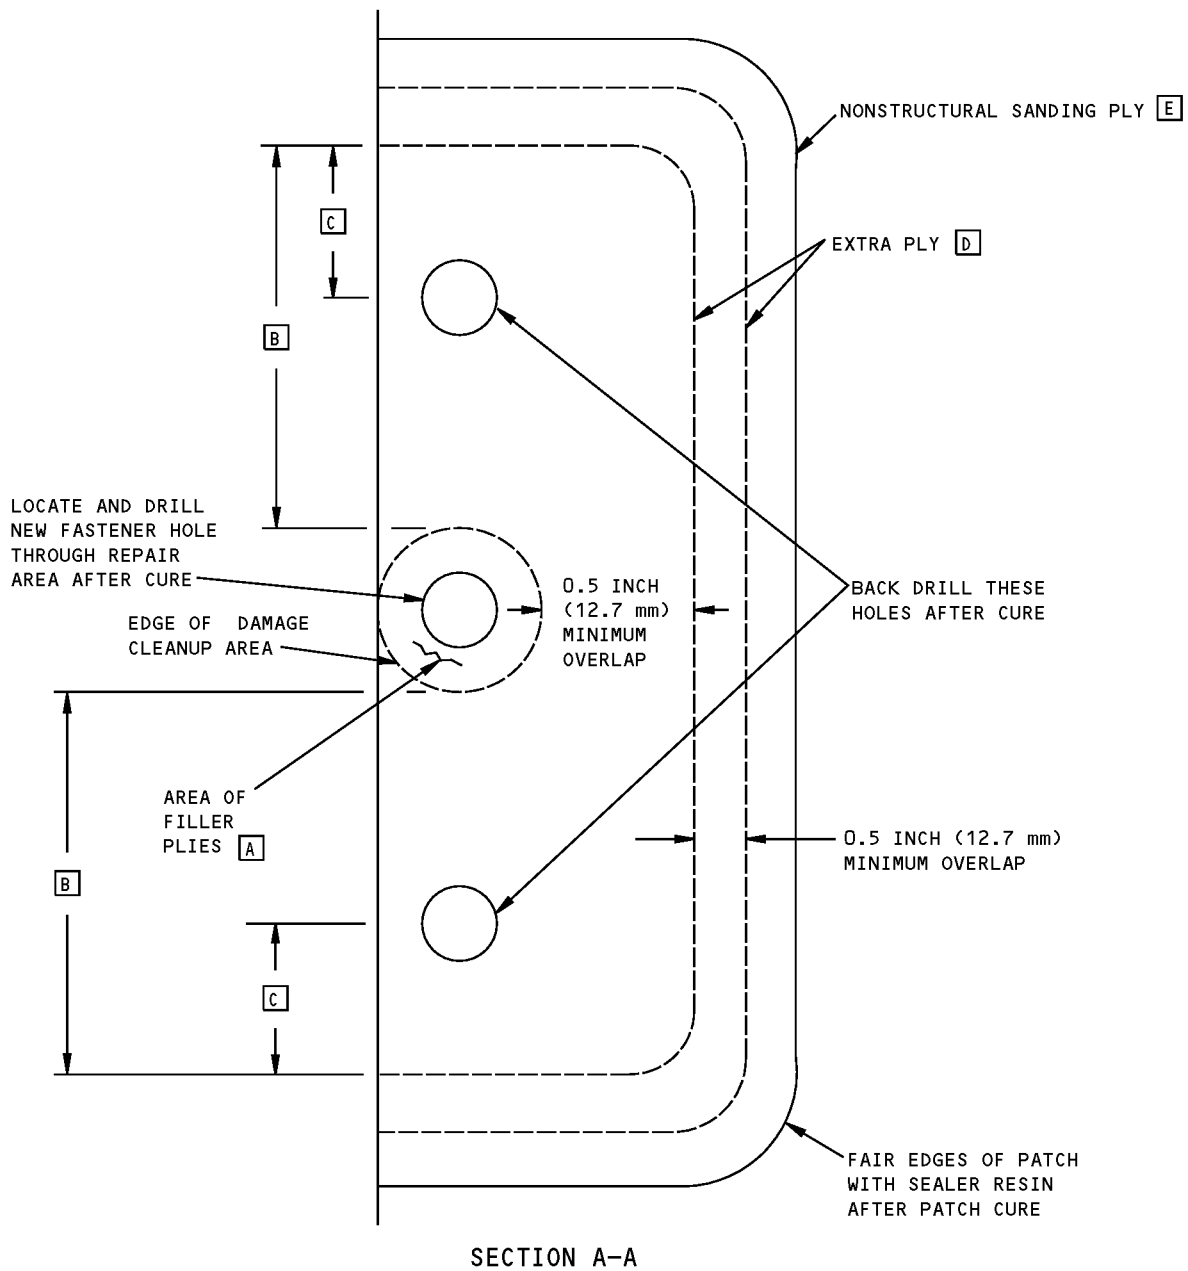 NONSTRUCTURAL SANDING PLY E
C
EXTRA PLY D
B
LOCATE AND DRILL
NEW FASTENER HOLE
THROUGH REPAIR
AREA AFTER CURE
0.5 INCH
(12.7 mm)
MINIMUM
OVERLAP
BACK DRILL THESE
HOLES AFTER CURE
EDGE OF DAMAGE
CLEANUP AREA
AREA OF
FILLER
PLIES A
0.5 INCH (12.7 mm)
MINIMUM OVERLAP
B
C
FAIR EDGES OF PATCH
WITH SEALER RESIN
AFTER PATCH CURE
SECTION A-A